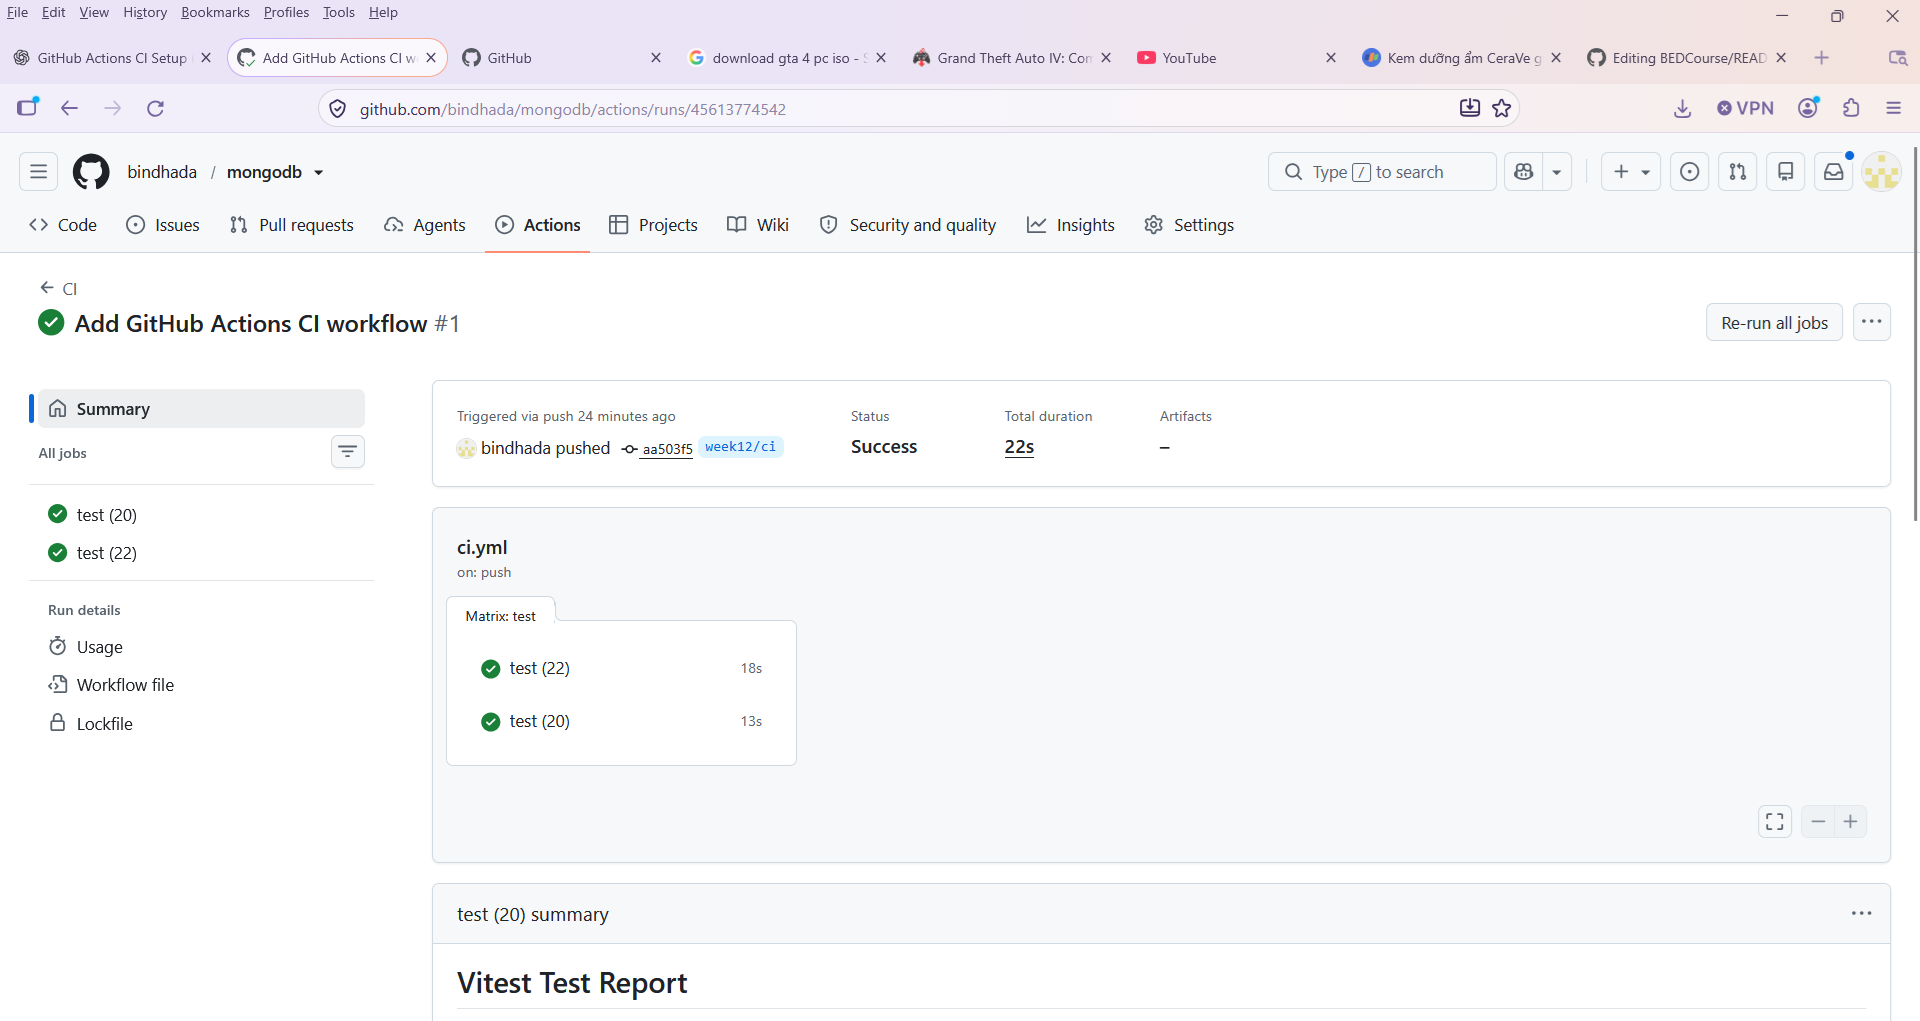 File Edit View History Bookmarks Profiles Tools Help
GitHub Actions CI Setup
Add GitHub Actions CI w
GitHub
download gta 4 pc iso - S
Grand Theft Auto IV: Con
YouTube
Kem dưỡng ẩm CeraVe g
Editing BEDCourse/READ
github.com/bindhada/mongodb/actions/runs/45613774542
VPN
bindhada / mongodb
Type / to search
Code Issues Pull requests Agents Actions Projects Wiki Security and quality Insights Settings
CI
Add GitHub Actions CI workflow #1
Re-run all jobs
Summary
All jobs
test (20)
test (22)
Run details
Usage
Workflow file
Lockfile
Triggered via push 24 minutes ago
bindhada pushed aa503f5 week12/ci
Status
Success
Total duration
22s
Artifacts
–
ci.yml
on: push
Matrix: test
test (22) 18s
test (20) 13s
test (20) summary
Vitest Test Report